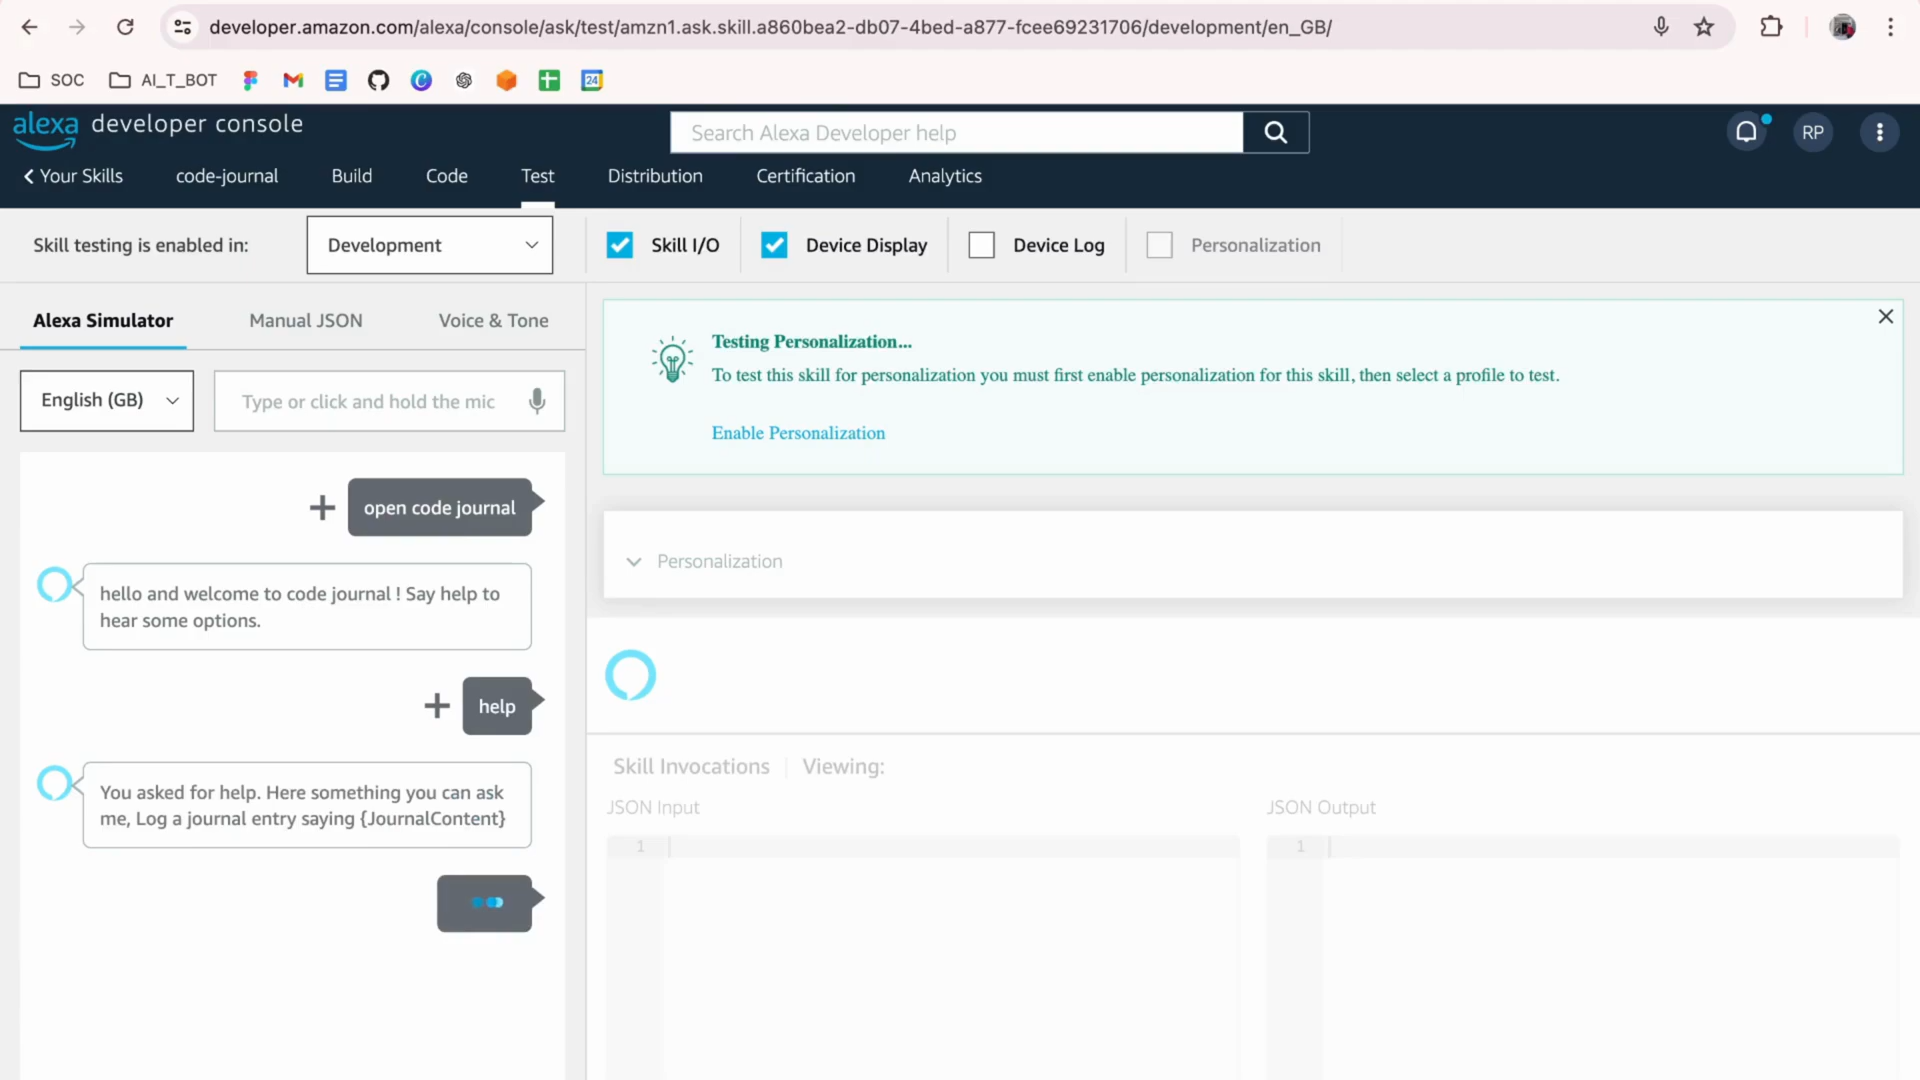 developer.amazon.com/alexa/console/ask/test/amzn1.ask.skill.a860bea2-db07-4bed-a877-fcee69231706/development/en_GB/
SOC
AI_T_BOT
24
alexa developer console
Search Alexa Developer help
RP
Your Skills
code-journal
Build
Code
Test
Distribution
Certification
Analytics
Skill testing is enabled in:
Development
Skill I/O
Device Display
Device Log
Personalization
Alexa Simulator
Manual JSON
Voice & Tone
Testing Personalization...
To test this skill for personalization you must first enable personalization for this skill, then select a profile to test.
Enable Personalization
English (GB)
Type or click and hold the mic
open code journal
hello and welcome to code journal ! Say help to
hear some options.
help
You asked for help. Here something you can ask
me, Log a journal entry saying {JournalContent}
Personalization
Skill Invocations
Viewing:
JSON Input
JSON Output
1
1